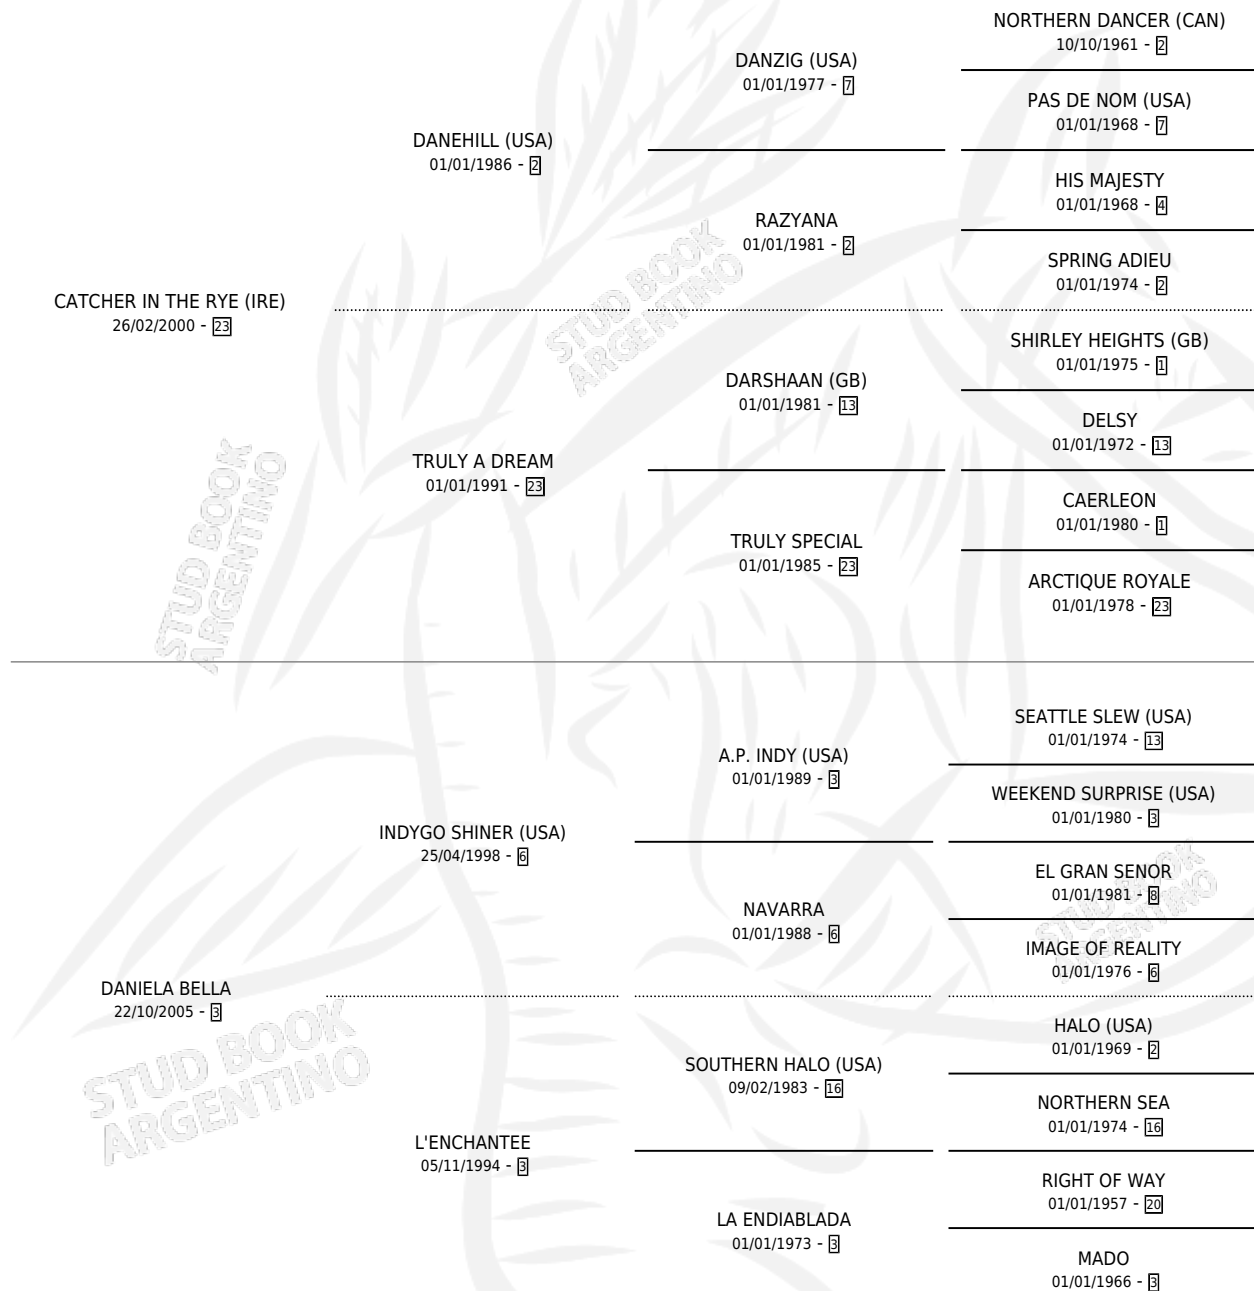 NORTHERN DANCER (CAN)
10/10/1961 - 2
DANZIG (USA)
01/01/1977 - 7
PAS DE NOM (USA)
01/01/1968 - 7
DANEHILL (USA)
01/01/1986 - 2
HIS MAJESTY
01/01/1968 - 4
RAZYANA
01/01/1981 - 2
SPRING ADIEU
01/01/1974 - 2
CATCHER IN THE RYE (IRE)
26/02/2000 - 23
SHIRLEY HEIGHTS (GB)
01/01/1975 - 1
DARSHAAN (GB)
01/01/1981 - 13
DELSY
01/01/1972 - 13
TRULY A DREAM
01/01/1991 - 23
CAERLEON
01/01/1980 - 1
TRULY SPECIAL
01/01/1985 - 23
ARCTIQUE ROYALE
01/01/1978 - 23
SEATTLE SLEW (USA)
01/01/1974 - 13
A.P. INDY (USA)
01/01/1989 - 3
WEEKEND SURPRISE (USA)
01/01/1980 - 3
INDYGO SHINER (USA)
25/04/1998 - 6
EL GRAN SENOR
01/01/1981 - 8
NAVARRA
01/01/1988 - 6
IMAGE OF REALITY
01/01/1976 - 6
DANIELA BELLA
22/10/2005 - 3
HALO (USA)
01/01/1969 - 2
SOUTHERN HALO (USA)
09/02/1983 - 16
NORTHERN SEA
01/01/1974 - 16
L'ENCHANTEE
05/11/1994 - 3
RIGHT OF WAY
01/01/1957 - 20
LA ENDIABLADA
01/01/1973 - 3
MADO
01/01/1966 - 3
STUD BOOK
ARGENTINO
STUD BOOK
ARGENTINO
STUD BOOK
ARGENTINO
STUD BOOK
ARGENTINO